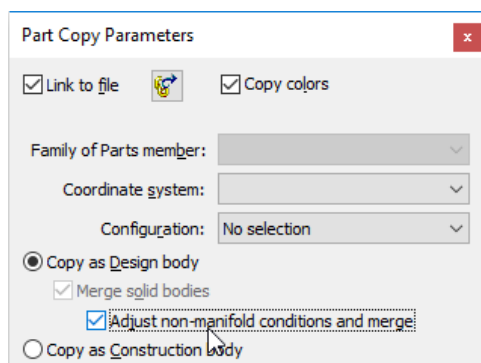 Part Copy Parameters
x
Link to file
Copy colors
Family of Parts member:
Coordinate system:
Configuration: No selection
Copy as Design body
Merge solid bodies
Adjust non-manifold conditions and merge
Copy as Construction body